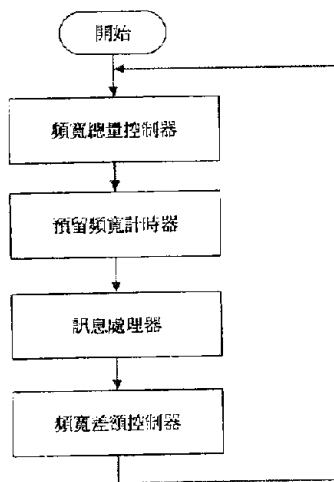 開始
頻寬總量控制器
預留頻寬計時器
訊息處理器
頻寬差額控制器